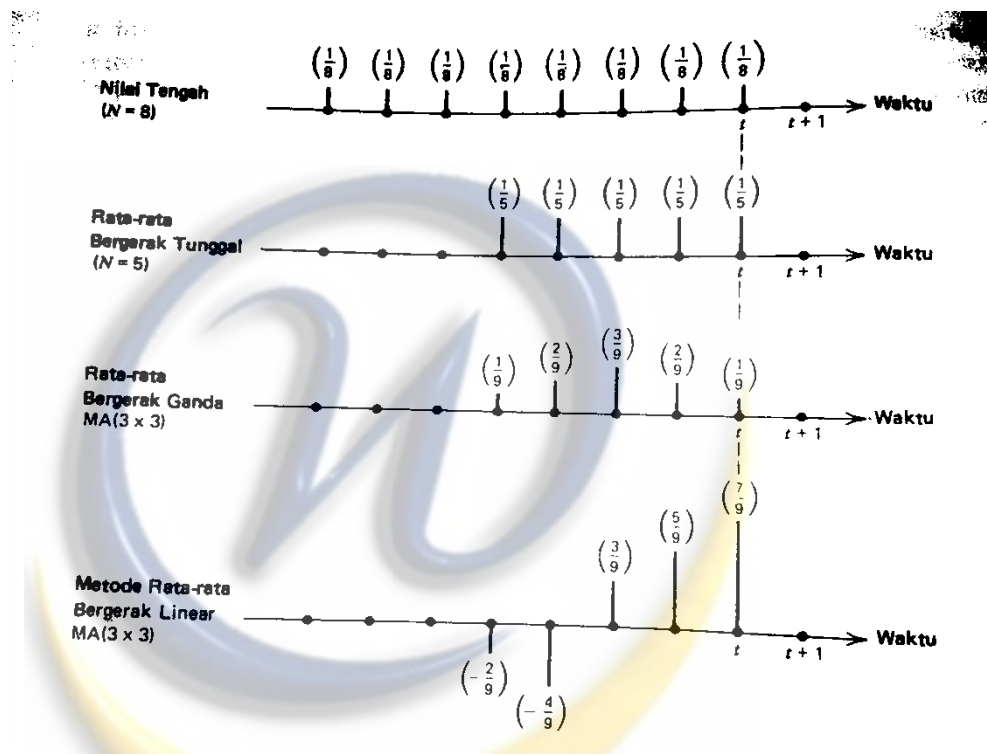 (1/8) (1/8) (1/8) (1/8) (1/8) (1/8) (1/8) (1/8)
Nilai Tengah
(N = 8)
Waktu
t t + 1
(1/5) (1/5) (1/5) (1/5) (1/5)
Rata-rata
Bergerak Tunggal
(N = 5)
Waktu
t t + 1
(1/9) (2/9) (3/9) (2/9) (1/9)
Rata-rata
Bergerak Ganda
MA(3 x 3)
Waktu
t t + 1
(3/9) (5/9) (7/9)
Metode Rata-rata
Bergerak Linear
MA(3 x 3)
Waktu
t t + 1
(- 2/9) (- 4/9)